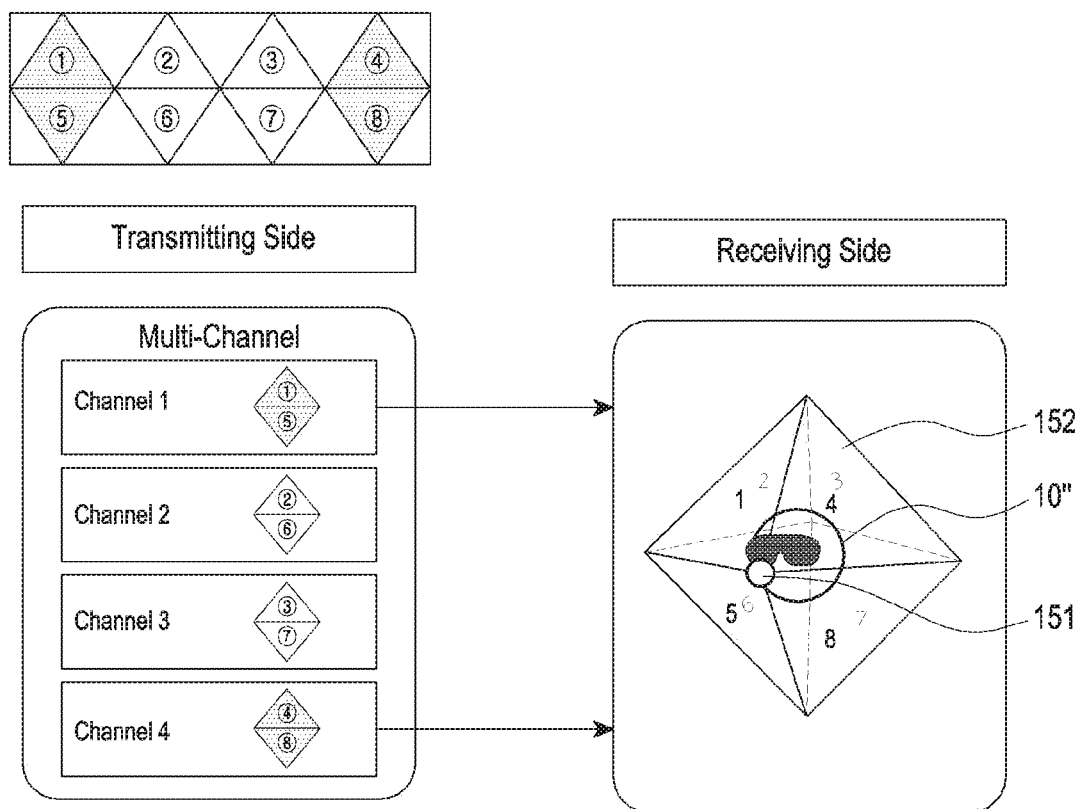 ① ② ③ ④
⑤ ⑥ ⑦ ⑧
Transmitting Side
Receiving Side
Multi-Channel
Channel 1
①
⑤
Channel 2
②
⑥
Channel 3
③
⑦
Channel 4
④
⑧
152
1 2 3 4
10"
5 6 7 8
151